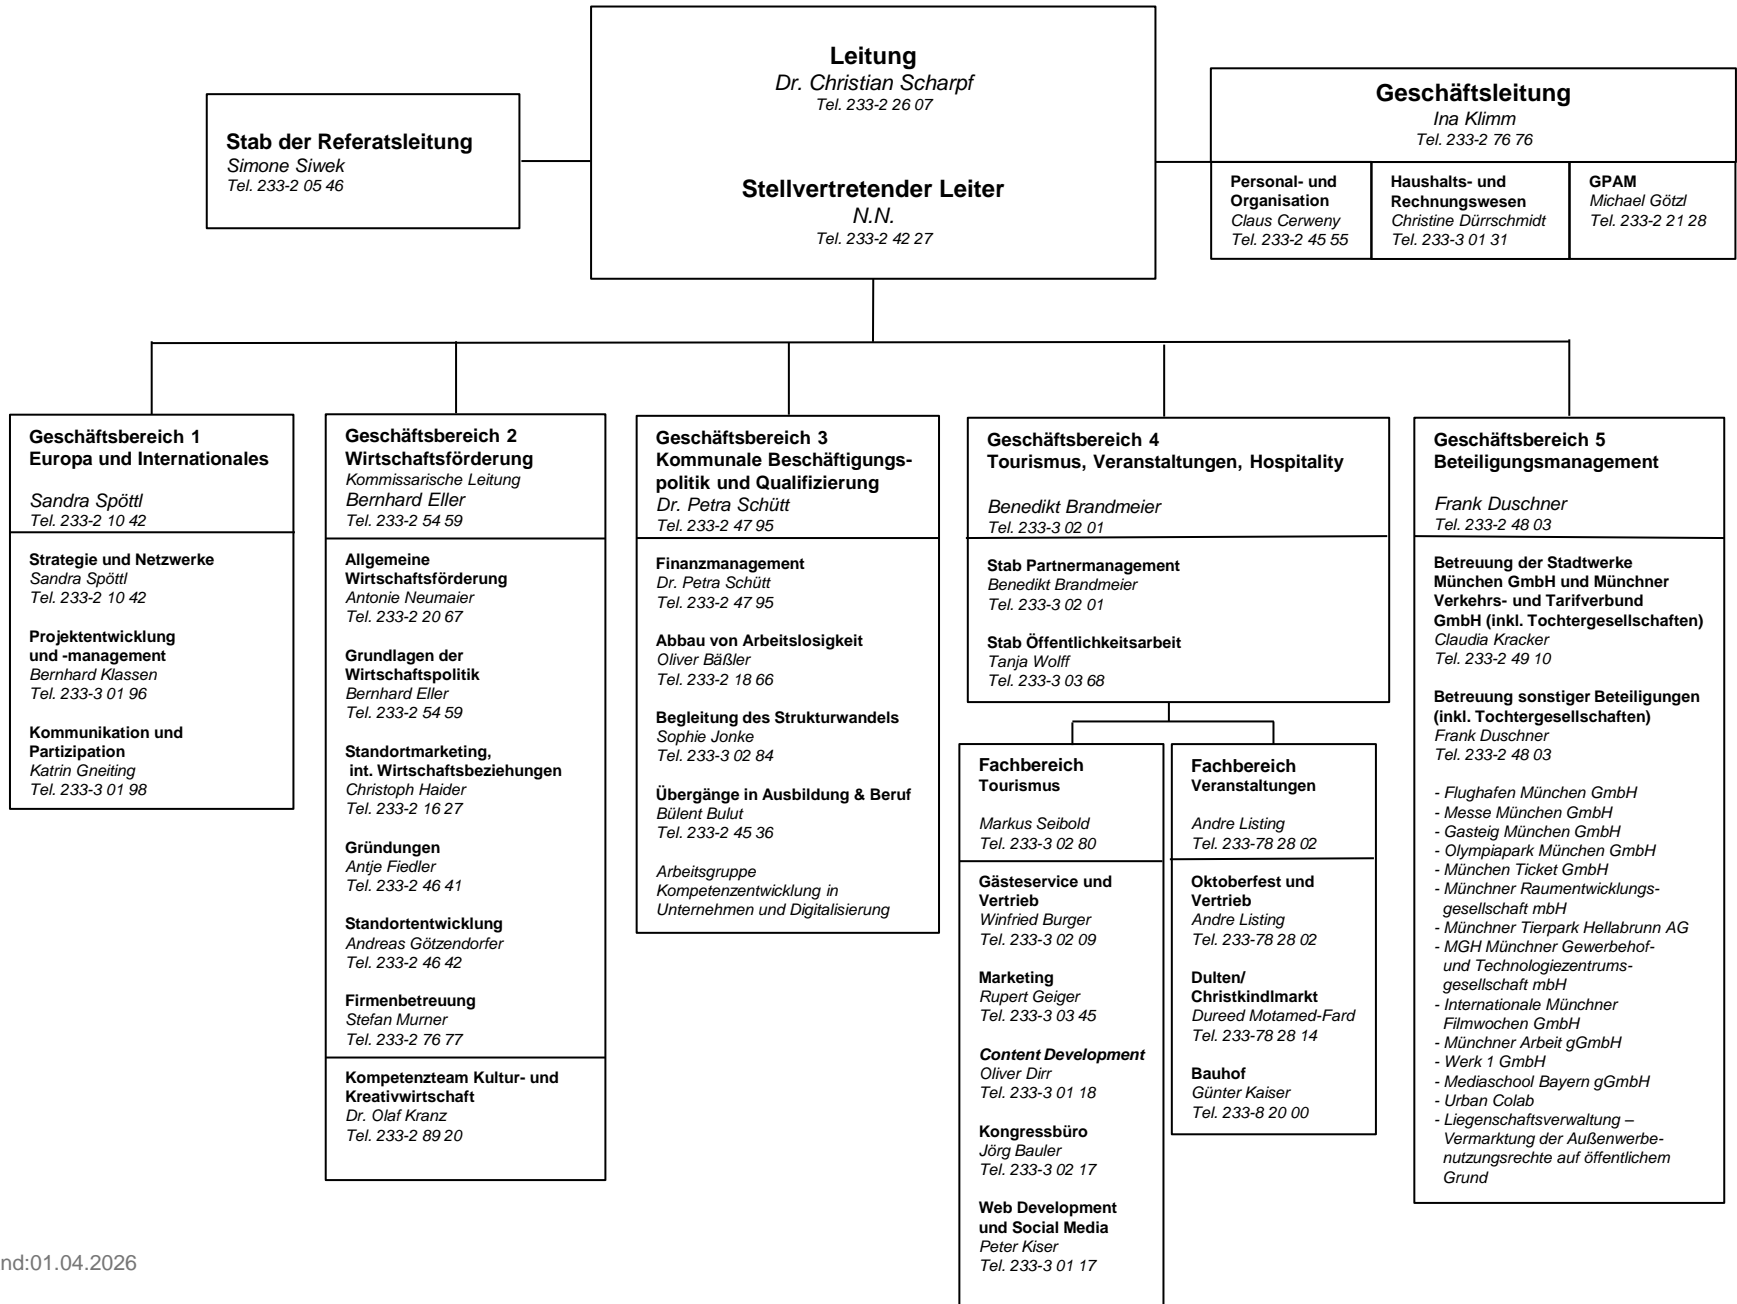 Leitung
Dr. Christian Scharpf
Tel. 233-2 26 07
Stellvertretender Leiter
N.N.
Tel. 233-2 42 27
Stab der Referatsleitung
Simone Siwek
Tel. 233-2 05 46
Geschäftsleitung
Ina Klimm
Tel. 233-2 76 76
Personal- und
Organisation
Claus Cerweny
Tel. 233-2 45 55
Haushalts- und
Rechnungswesen
Christine Dürrschmidt
Tel. 233-3 01 31
GPAM
Michael Götzl
Tel. 233-2 21 28
Geschäftsbereich 1
Europa und Internationales
Sandra Spöttl
Tel. 233-2 10 42
Strategie und Netzwerke
Sandra Spöttl
Tel. 233-2 10 42
Projektentwicklung
und -management
Bernhard Klassen
Tel. 233-3 01 96
Kommunikation und
Partizipation
Katrin Gneiting
Tel. 233-3 01 98
Geschäftsbereich 2
Wirtschaftsförderung
Kommissarische Leitung
Bernhard Eller
Tel. 233-2 54 59
Allgemeine
Wirtschaftsförderung
Antonie Neumaier
Tel. 233-2 20 67
Grundlagen der
Wirtschaftspolitik
Bernhard Eller
Tel. 233-2 54 59
Standortmarketing,
int. Wirtschaftsbeziehungen
Christoph Haider
Tel. 233-2 16 27
Gründungen
Antje Fiedler
Tel. 233-2 46 41
Standortentwicklung
Andreas Götzendorfer
Tel. 233-2 46 42
Firmenbetreuung
Stefan Murner
Tel. 233-2 76 77
Kompetenzteam Kultur- und
Kreativwirtschaft
Dr. Olaf Kranz
Tel. 233-2 89 20
Geschäftsbereich 3
Kommunale Beschäftigungs-
politik und Qualifizierung
Dr. Petra Schütt
Tel. 233-2 47 95
Finanzmanagement
Dr. Petra Schütt
Tel. 233-2 47 95
Abbau von Arbeitslosigkeit
Oliver Bäßler
Tel. 233-2 18 66
Begleitung des Strukturwandels
Sophie Jonke
Tel. 233-3 02 84
Übergänge in Ausbildung & Beruf
Bülent Bulut
Tel. 233-2 45 36
Arbeitsgruppe
Kompetenzentwicklung in
Unternehmen und Digitalisierung
Geschäftsbereich 4
Tourismus, Veranstaltungen, Hospitality
Benedikt Brandmeier
Tel. 233-3 02 01
Stab Partnermanagement
Benedikt Brandmeier
Tel. 233-3 02 01
Stab Öffentlichkeitsarbeit
Tanja Wolff
Tel. 233-3 03 68
Fachbereich
Tourismus
Markus Seibold
Tel. 233-3 02 80
Gästeservice und
Vertrieb
Winfried Burger
Tel. 233-3 02 09
Marketing
Rupert Geiger
Tel. 233-3 03 45
Content Development
Oliver Dirr
Tel. 233-3 01 18
Kongressbüro
Jörg Bauler
Tel. 233-3 02 17
Web Development
und Social Media
Peter Kiser
Tel. 233-3 01 17
Fachbereich
Veranstaltungen
Andre Listing
Tel. 233-78 28 02
Oktoberfest und
Vertrieb
Andre Listing
Tel. 233-78 28 02
Dulten/
Christkindlmarkt
Dureed Motamed-Fard
Tel. 233-78 28 14
Bauhof
Günter Kaiser
Tel. 233-8 20 00
Geschäftsbereich 5
Beteiligungsmanagement
Frank Duschner
Tel. 233-2 48 03
Betreuung der Stadtwerke
München GmbH und Münchner
Verkehrs- und Tarifverbund
GmbH (inkl. Tochtergesellschaften)
Claudia Kracker
Tel. 233-2 49 10
Betreuung sonstiger Beteiligungen
(inkl. Tochtergesellschaften)
Frank Duschner
Tel. 233-2 48 03
- Flughafen München GmbH
- Messe München GmbH
- Gasteig München GmbH
- Olympiapark München GmbH
- München Ticket GmbH
- Münchner Raumentwicklungs-
gesellschaft mbH
- Münchner Tierpark Hellabrunn AG
- MGH Münchner Gewerbehof-
und Technologiezentrums-
gesellschaft mbH
- Internationale Münchner
Filmwochen GmbH
- Münchner Arbeit gGmbH
- Werk 1 GmbH
- Mediaschool Bayern gGmbH
- Urban Colab
- Liegenschaftsverwaltung –
Vermarktung der Außenwerbe-
nutzungsrechte auf öffentlichem
Grund
nd:01.04.2026